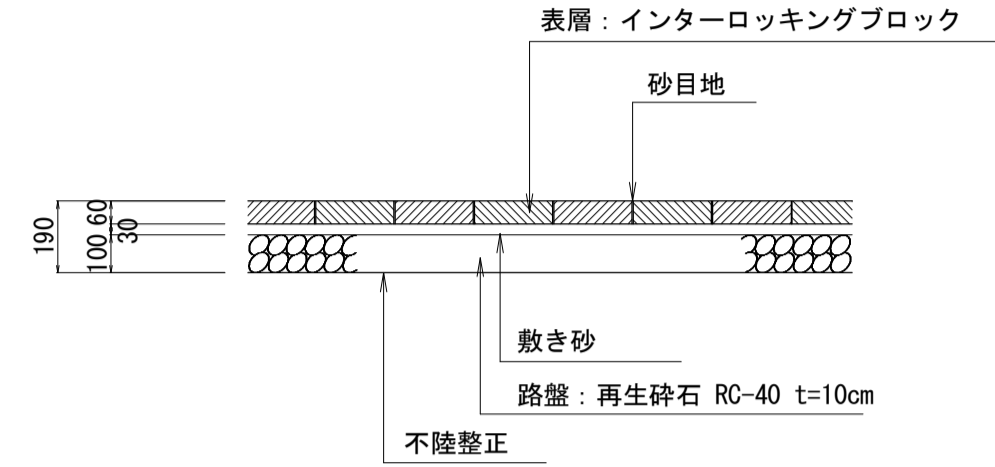 表層：インターロッキングブロック
砂目地
190
60
30
100
敷き砂
路盤：再生砕石 RC-40 t=10cm
不陸整正